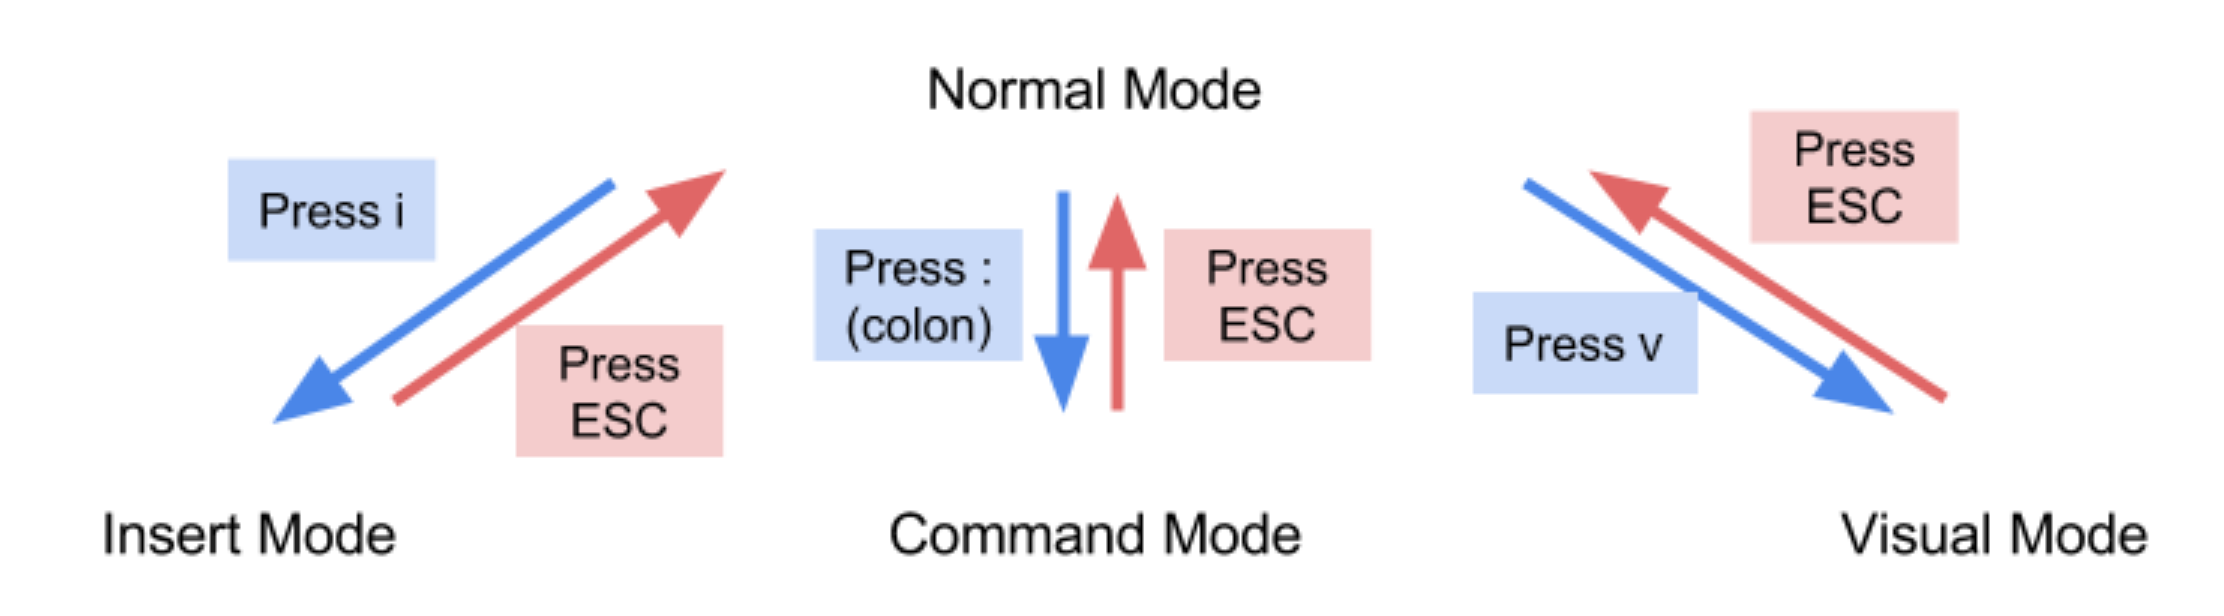 Normal Mode
Press i
Press
ESC
Press :
(colon)
Press
ESC
Press v
Press
ESC
Insert Mode
Command Mode
Visual Mode